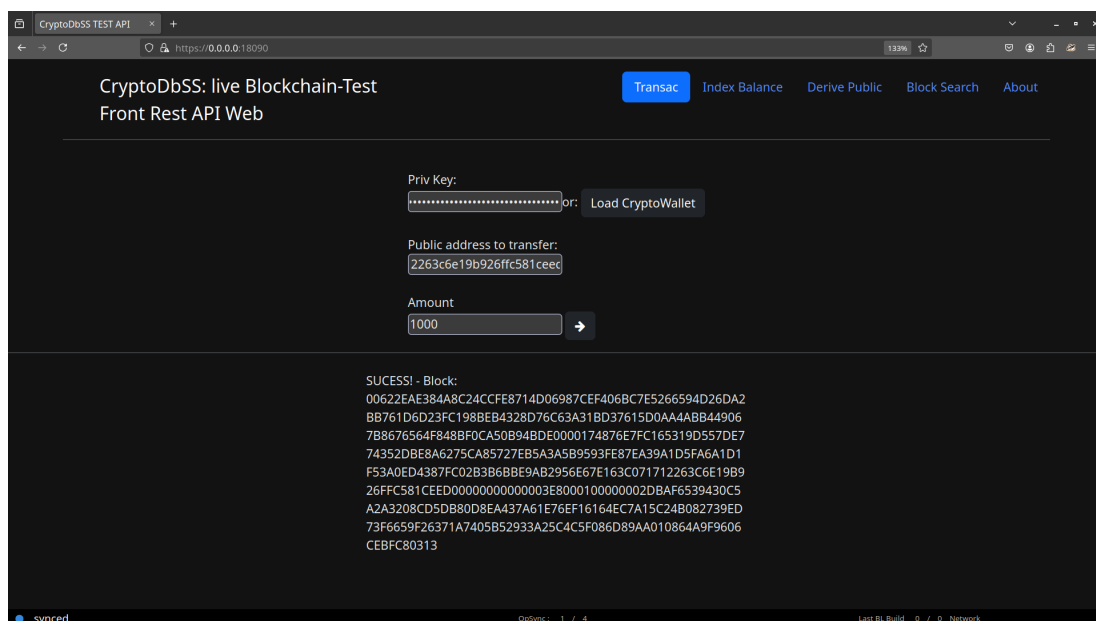 CryptoDbSS TEST API
https://0.0.0.0:18090
133%
CryptoDbSS: live Blockchain-Test
Front Rest API Web
Transac
Index Balance
Derive Public
Block Search
About
Priv Key:
••••••••••••••••••••••••••••••••• or: Load CryptoWallet
Public address to transfer:
2263c6e19b926ffc581ceec
Amount
1000
SUCESS! - Block:
00622EAE384A8C24CCFE8714D06987CEF406BC7E5266594D26DA2
BB761D6D23FC198BEB4328D76C63A31BD37615D0AA4ABB44906
7B8676564F848BF0CA50B94BDE0000174876E7FC165319D557DE7
74352DBE8A6275CA85727EB5A3A5B9593FE87EA39A1D5FA6A1D1
F53A0ED4387FC02B3B6BBE9AB2956E67E163C071712263C6E19B9
26FFC581CEED00000000000003E8000100000002DBAF6539430C5
A2A3208CD5DB80D8EA437A61E76EF16164EC7A15C24B082739ED
73F6659F26371A7405B52933A25C4C5F086D89AA010864A9F9606
CEBFC80313
synced
OpSync : 1 / 4
Last BL Build 0 / 0 Network